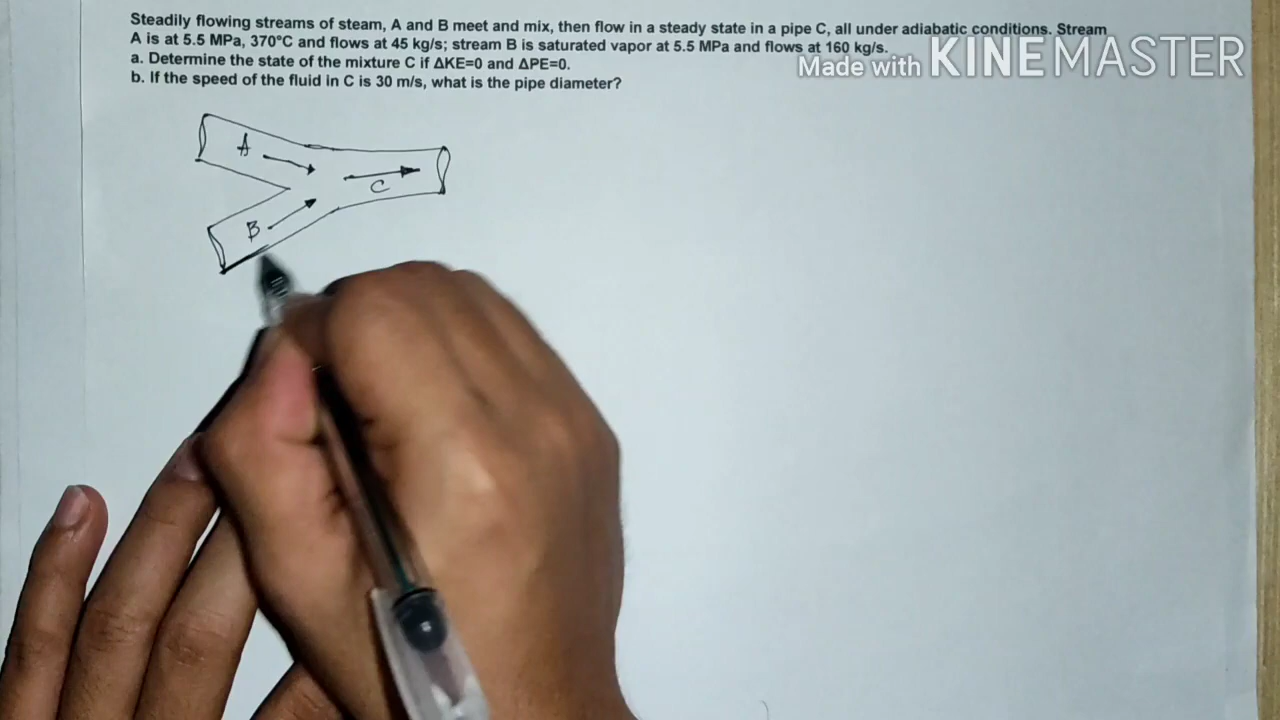 Steadily flowing streams of steam, A and B meet and mix, then flow in a steady state in a pipe C, all under adiabatic conditions. Stream
A is at 5.5 MPa, 370°C and flows at 45 kg/s; stream B is saturated vapor at 5.5 MPa and flows at 160 kg/s.
a. Determine the state of the mixture C if ΔKE=0 and ΔPE=0.
b. If the speed of the fluid in C is 30 m/s, what is the pipe diameter?
Made with KINEMASTER
A
C
B